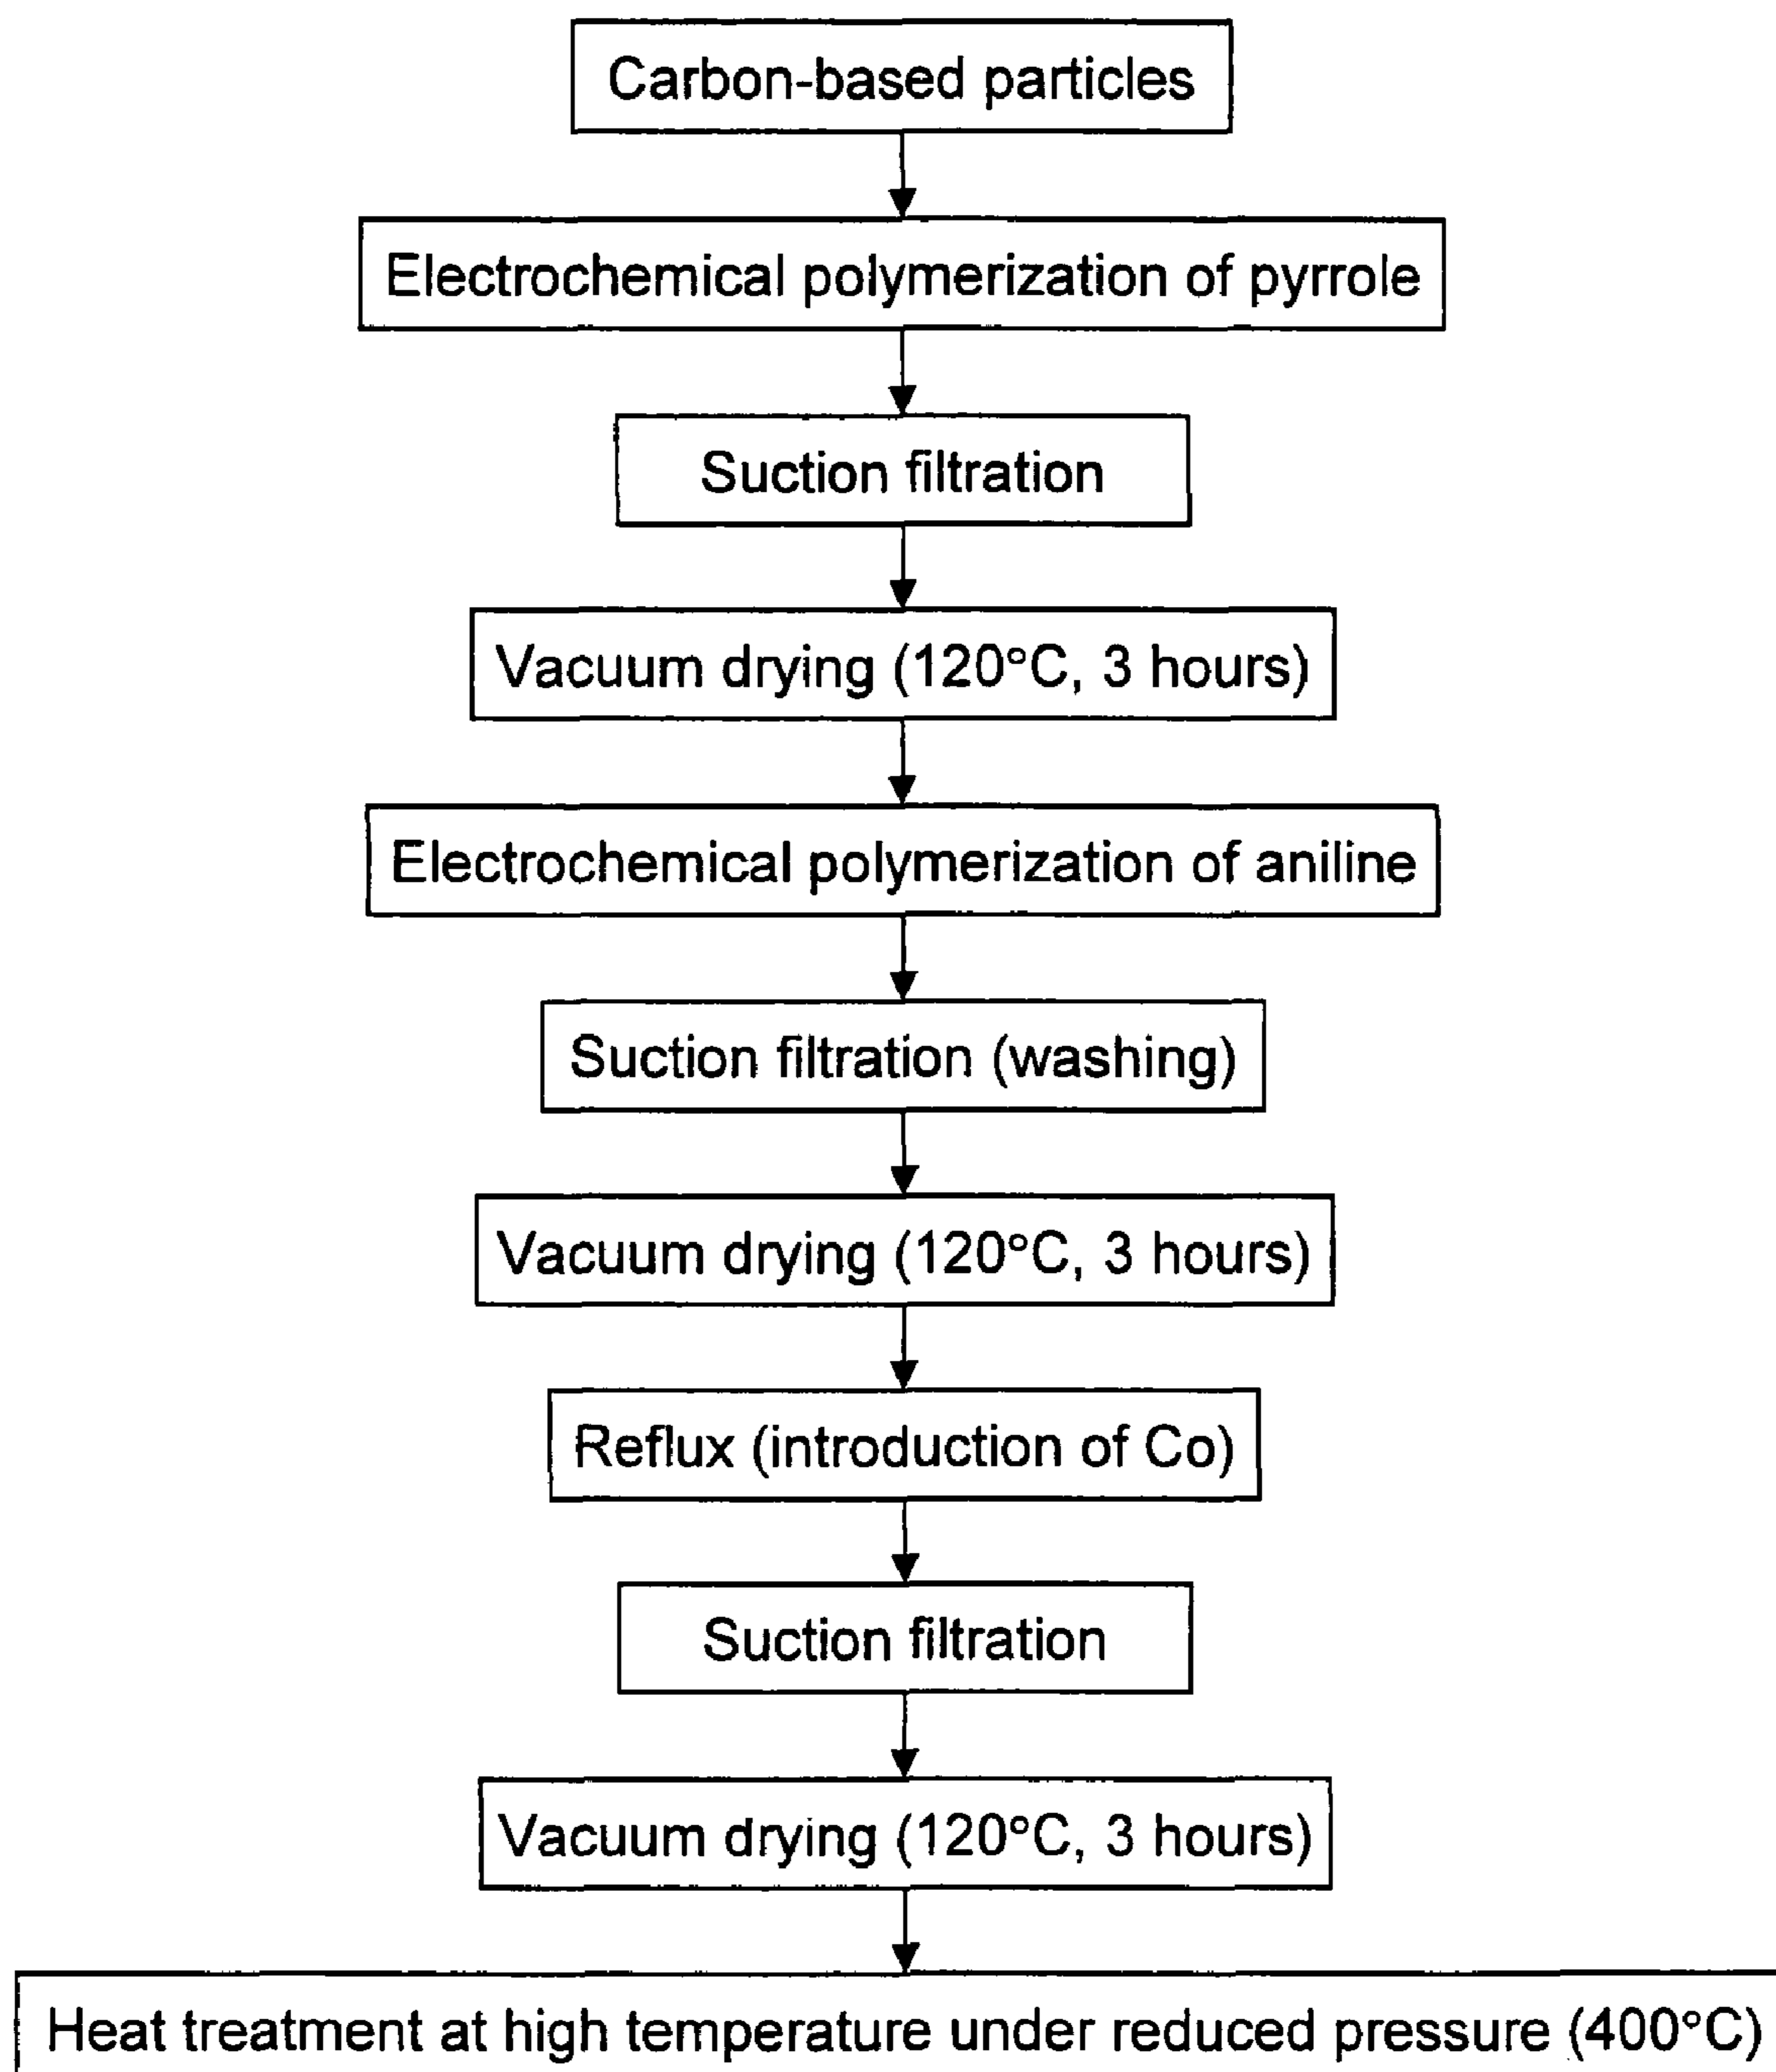 Carbon-based particles
Electrochemical polymerization of pyrrole
Suction filtration
Vacuum drying (120°C, 3 hours)
Electrochemical polymerization of aniline
Suction filtration (washing)
Vacuum drying (120°C, 3 hours)
Reflux (introduction of Co)
Suction filtration
Vacuum drying (120°C, 3 hours)
Heat treatment at high temperature under reduced pressure (400°C)